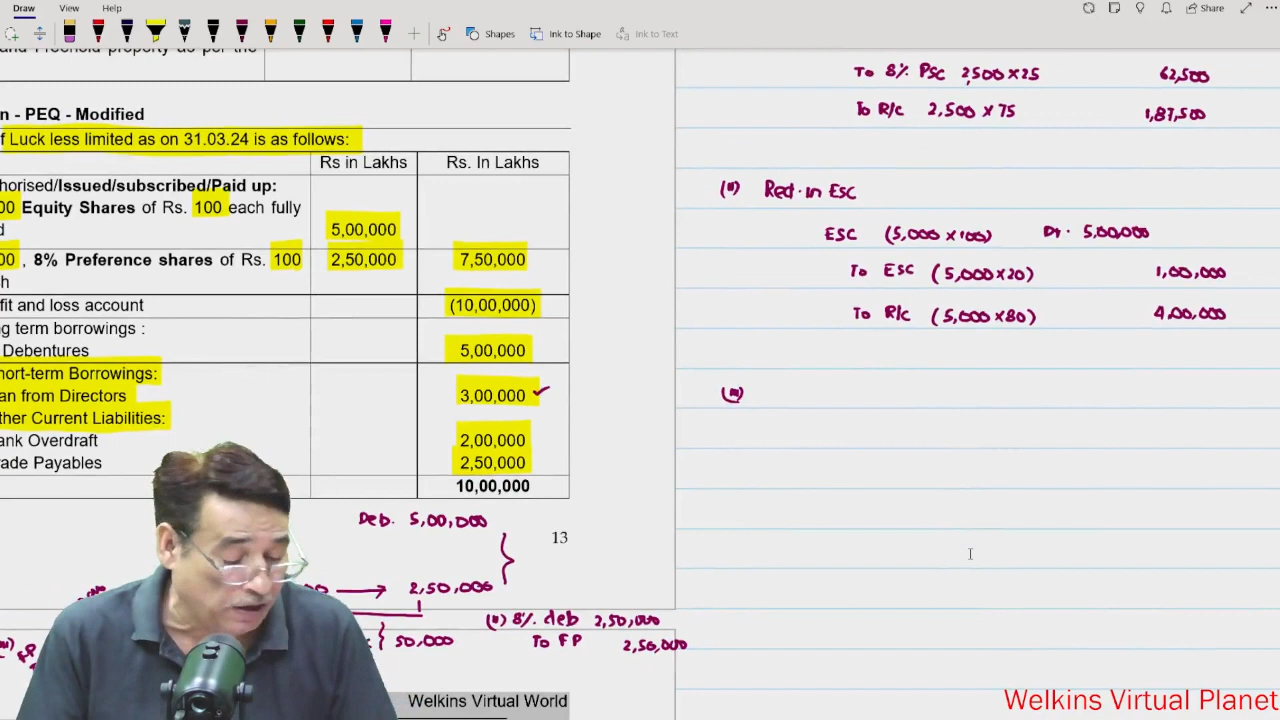 Draw Insert View Help
Share
Shapes Ink to Shape Ink to Text
and Freehold property as per the
n - PEQ - Modified
f Luck less limited as on 31.03.24 is as follows:
Rs in Lakhs Rs. In Lakhs
horised/Issued/subscribed/Paid up:
00 Equity Shares of Rs. 100 each fully
d 5,00,000
00 , 8% Preference shares of Rs. 100 2,50,000 7,50,000
h
fit and loss account (10,00,000)
ng term borrowings :
Debentures 5,00,000
hort-term Borrowings:
an from Directors 3,00,000 ✓
ther Current Liabilities:
ank Overdraft 2,00,000
rade Payables 2,50,000
10,00,000
Deb. 5,00,000
13
→ 2,50,000
(ii) 8% deb 2,50,000
50,000 To FP 2,50,000
Welkins Virtual World
To 8% PSC 2,500×25 62,500
To R/C 2,500 × 75 1,87,500
(ii) Red. in ESC
ESC (5,000 × 100) Dr. 5,00,000
To ESC (5,000 × 20) 1,00,000
To R/C (5,000 × 80) 4,00,000
(iii)
Welkins Virtual Planet